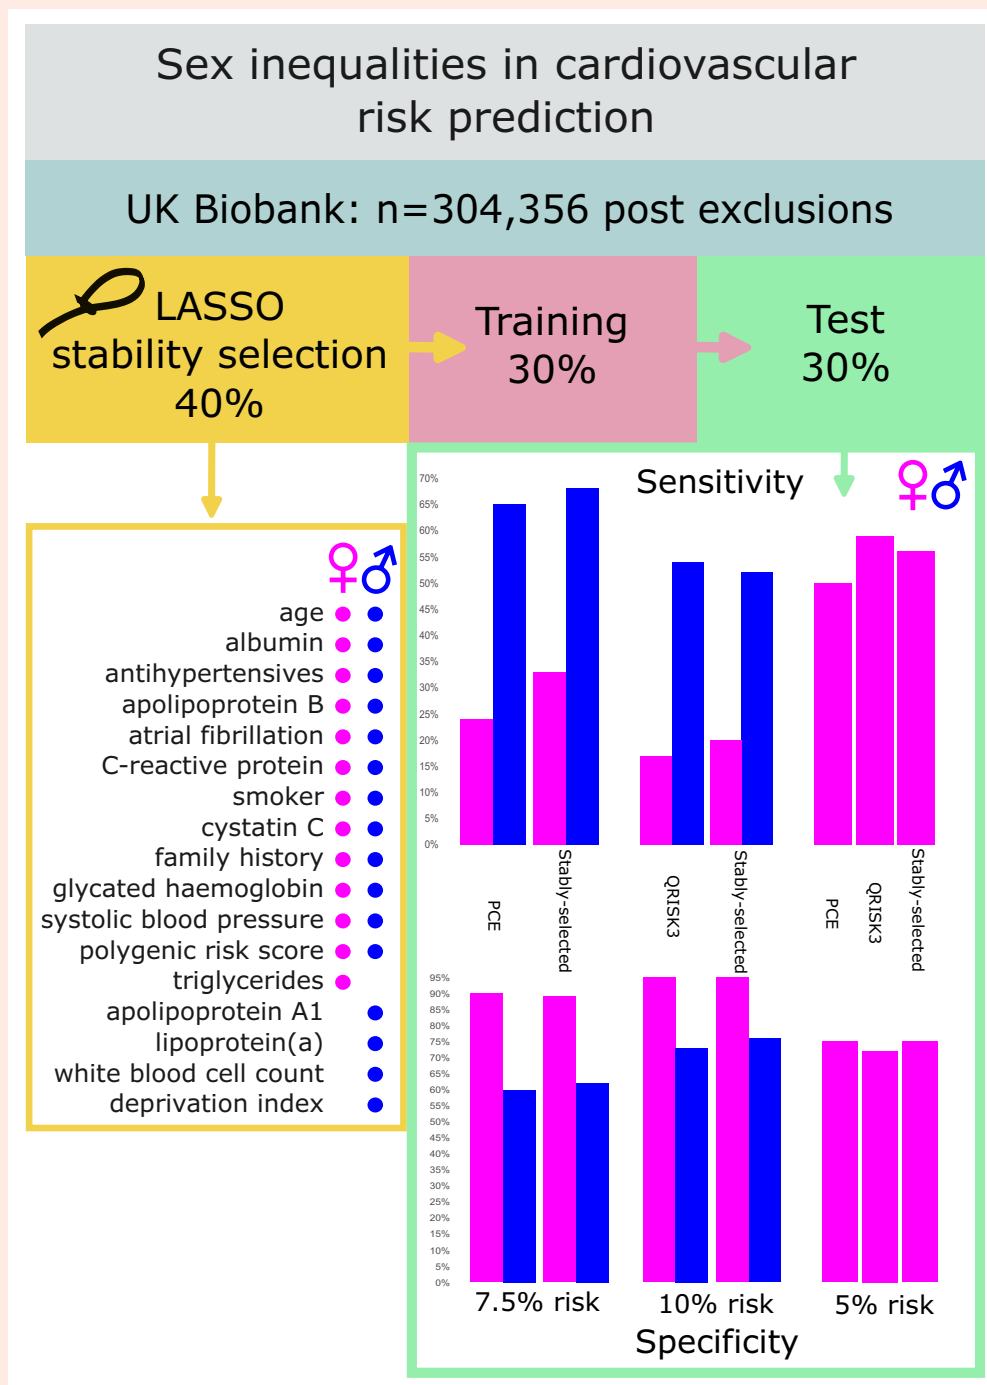 Sex inequalities in cardiovascular
risk prediction
UK Biobank: n=304,356 post exclusions
LASSO
stability selection
40%
Training
30%
Test
30%
age
albumin
antihypertensives
apolipoprotein B
atrial fibrillation
C-reactive protein
smoker
cystatin C
family history
glycated haemoglobin
systolic blood pressure
polygenic risk score
triglycerides
apolipoprotein A1
lipoprotein(a)
white blood cell count
deprivation index
Sensitivity
70%
65%
60%
55%
50%
45%
40%
35%
30%
25%
20%
15%
10%
5%
0%
PCE
Stably-selected
QRISK3
Stably-selected
PCE
QRISK3
Stably-selected
95%
90%
85%
80%
75%
70%
65%
60%
55%
50%
45%
40%
35%
30%
25%
20%
15%
10%
5%
0%
7.5% risk
10% risk
5% risk
Specificity